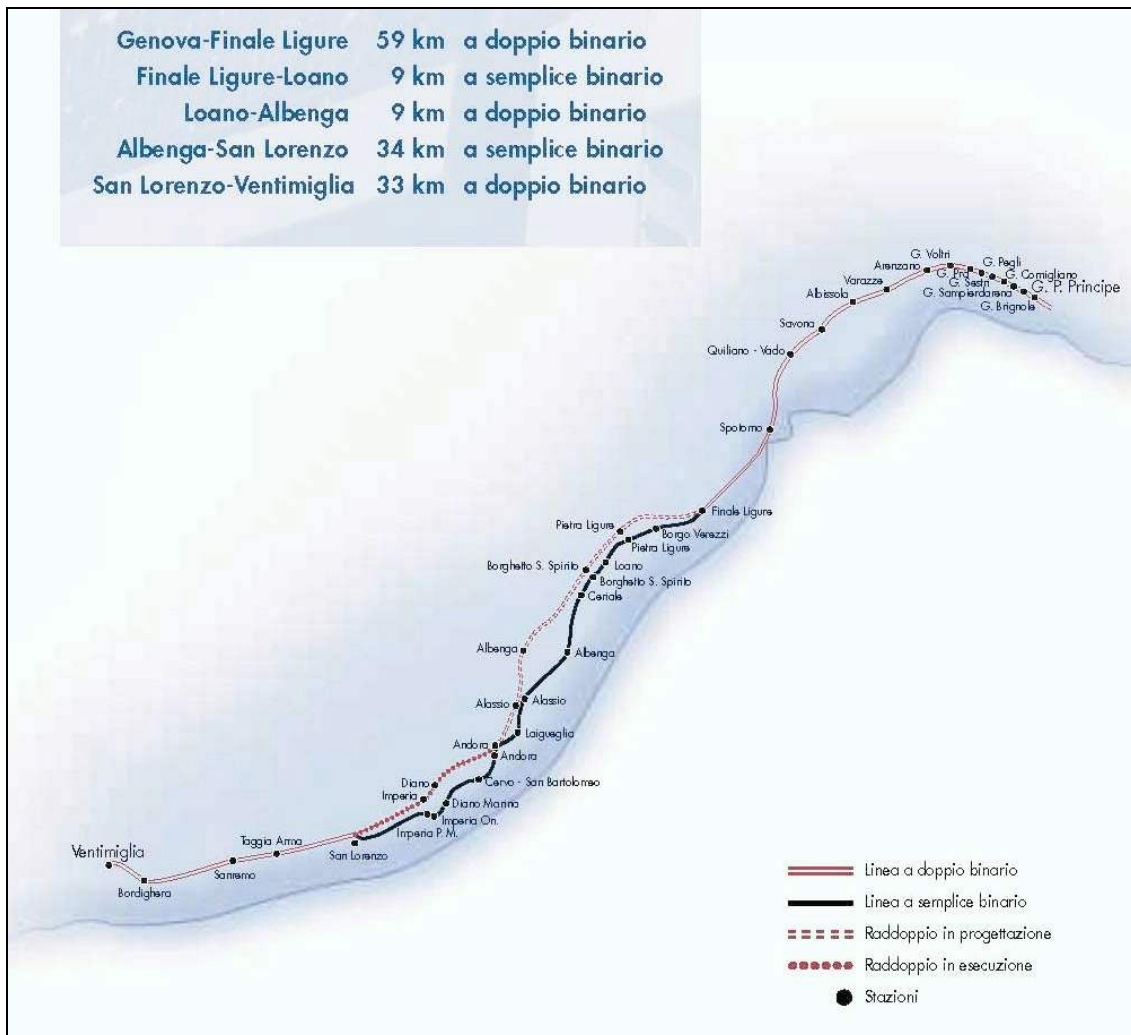 Genova-Finale Ligure 59 km a doppio binario
Finale Ligure-Loano 9 km a semplice binario
Loano-Albenga 9 km a doppio binario
Albenga-San Lorenzo 34 km a semplice binario
San Lorenzo-Ventimiglia 33 km a doppio binario
G. Voltri
G. Pegli
Arenzano
G. Pra
G. Cornigliano
G. Sestri
Varazze
G. Sampierdarena
G. P. Principe
Albissola
G. Brignole
Savona
Quiliano - Vado
Spotorno
Finale Ligure
Pietra Ligure
Borgo Verezzi
Pietra Ligure
Loano
Borghetto S. Spirito
Borghetto S. Spirito
Ceriale
Albenga
Albenga
Alassio
Alassio
Laigueglia
Andora
Andora
Diano
Cervo - San Bartolomeo
Imperia
Diano Marina
Imperia On.
Imperia P. M.
Taggia Arma
San Lorenzo
Ventimiglia
Sanremo
Bordighera
Linea a doppio binario
Linea a semplice binario
Raddoppio in progettazione
Raddoppio in esecuzione
Stazioni